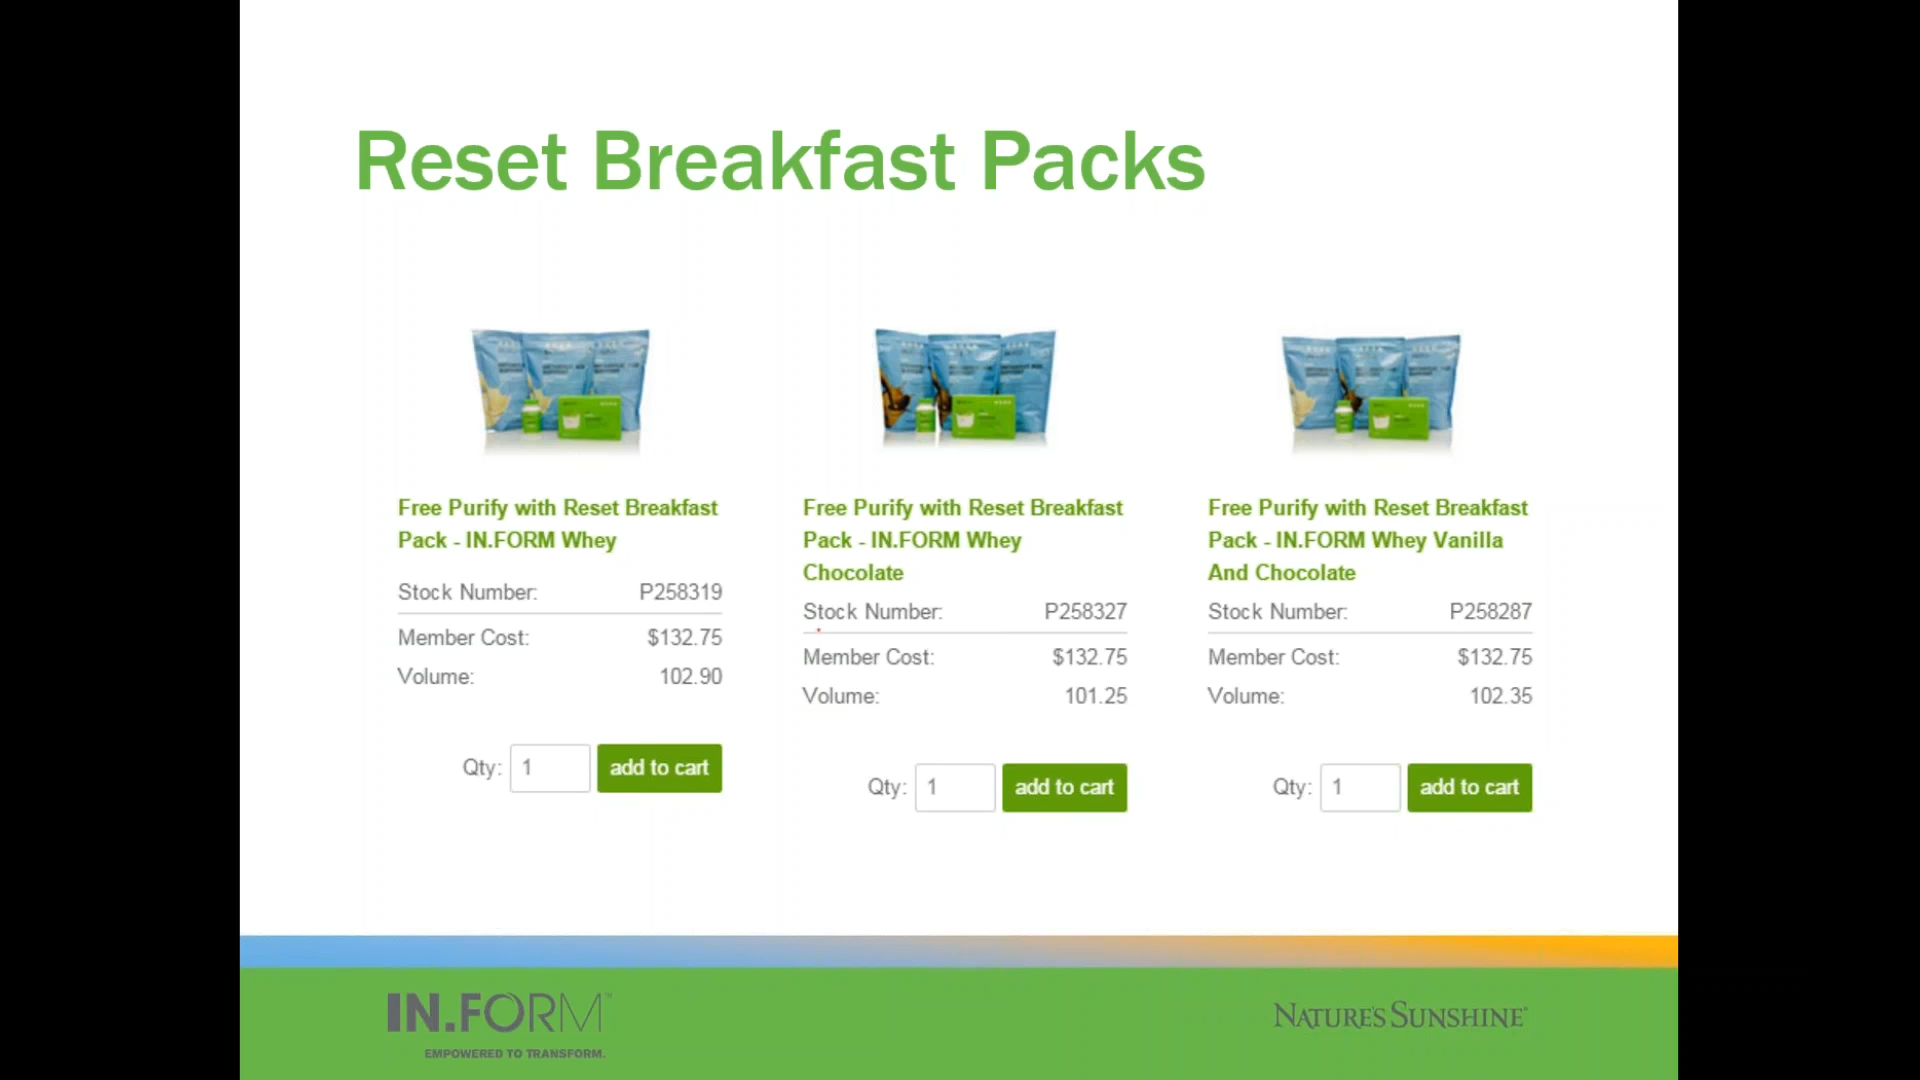 Reset Breakfast Packs
Free Purify with Reset Breakfast
Pack - IN.FORM Whey
Stock Number: P258319
Member Cost: $132.75
Volume: 102.90
Qty: 1 add to cart
Free Purify with Reset Breakfast
Pack - IN.FORM Whey
Chocolate
Stock Number: P258327
Member Cost: $132.75
Volume: 101.25
Qty: 1 add to cart
Free Purify with Reset Breakfast
Pack - IN.FORM Whey Vanilla
And Chocolate
Stock Number: P258287
Member Cost: $132.75
Volume: 102.35
Qty: 1 add to cart
IN.FORM™
EMPOWERED TO TRANSFORM.
NATURE'S SUNSHINE®